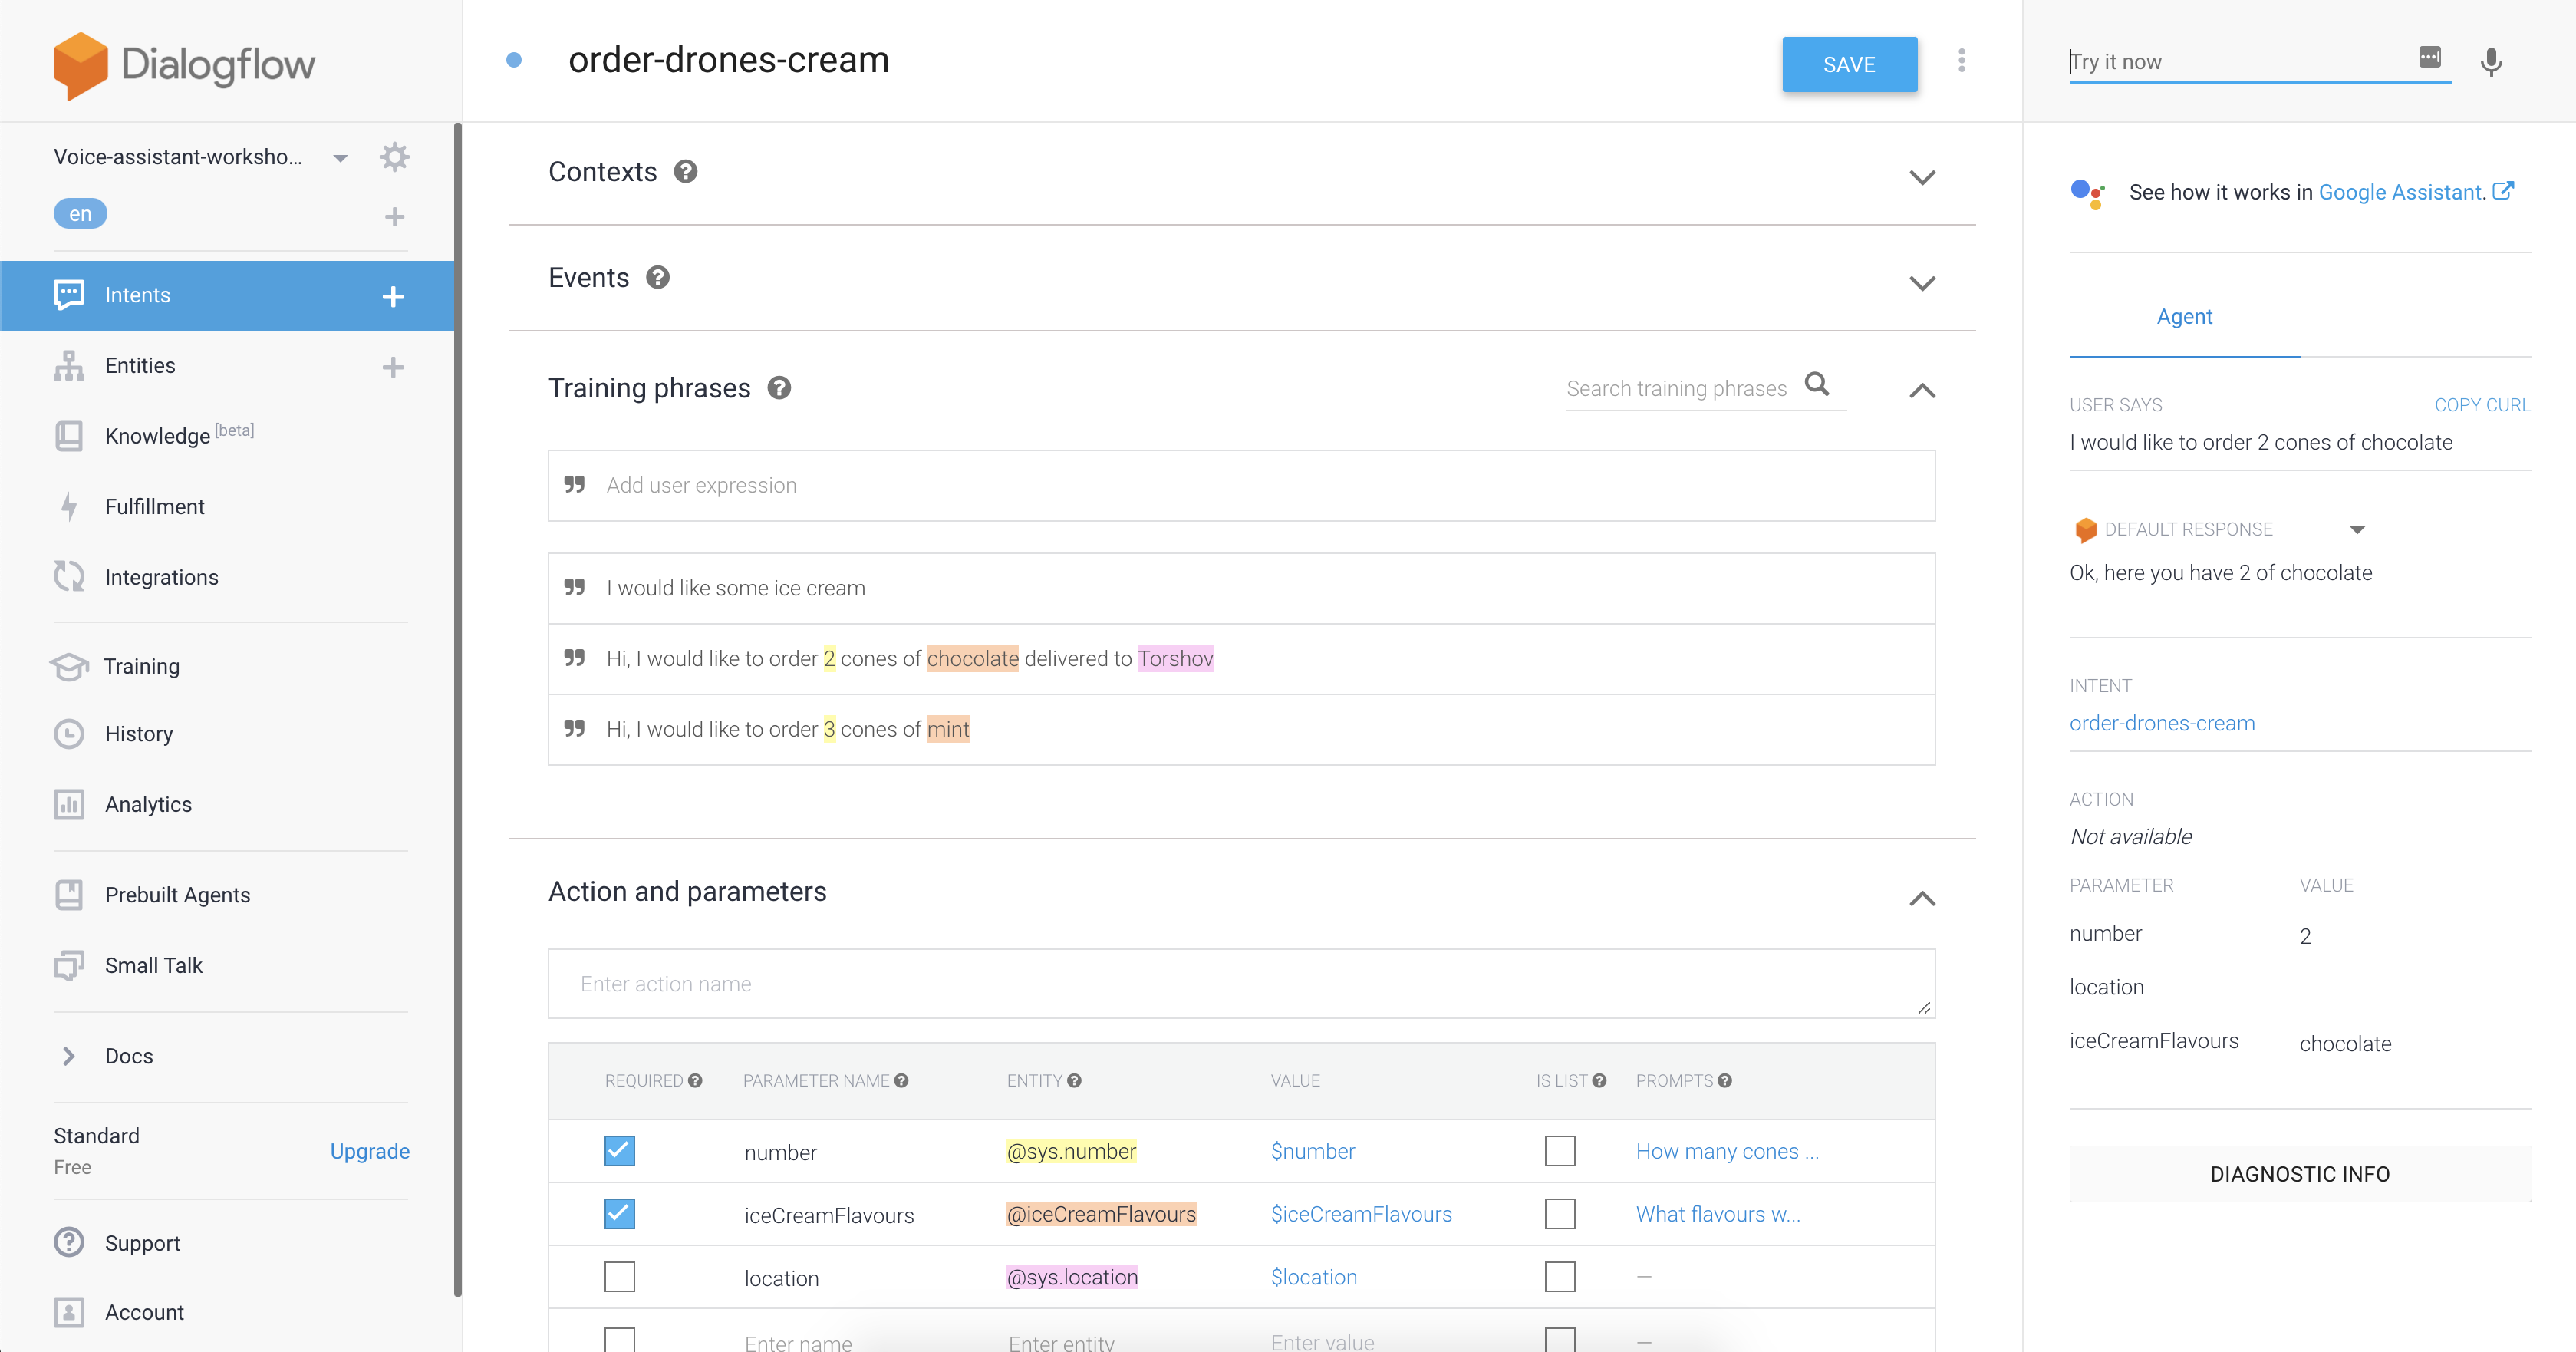 Dialogflow
Voice-assistant-worksho...
en
Intents
Entities
Knowledge [beta]
Fulfillment
Integrations
Training
History
Analytics
Prebuilt Agents
Small Talk
Docs
Standard
Free
Upgrade
Support
Account
order-drones-cream
SAVE
Contexts
Events
Training phrases
Search training phrases
Add user expression
I would like some ice cream
Hi, I would like to order 2 cones of chocolate delivered to Torshov
Hi, I would like to order 3 cones of mint
Action and parameters
Enter action name
REQUIRED PARAMETER NAME ENTITY VALUE IS LIST PROMPTS
number @sys.number $number How many cones ...
iceCreamFlavours @iceCreamFlavours $iceCreamFlavours What flavours w...
location @sys.location $location —
Enter name Enter entity Enter value —
Try it now
See how it works in Google Assistant.
Agent
USER SAYS COPY CURL
I would like to order 2 cones of chocolate
DEFAULT RESPONSE
Ok, here you have 2 of chocolate
INTENT
order-drones-cream
ACTION
Not available
PARAMETER VALUE
number 2
location
iceCreamFlavours chocolate
DIAGNOSTIC INFO